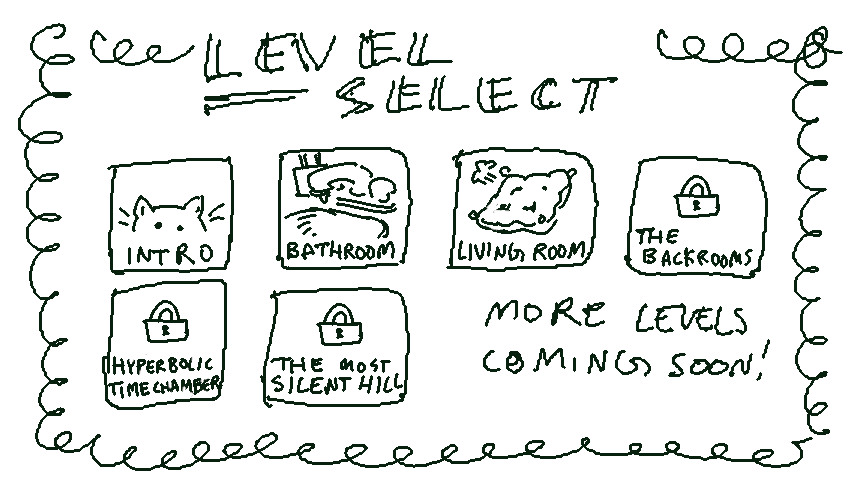 LEVEL
SELECT
INTRO
BATHROOM
LIVING ROOM
THE
BACKROOMS
HYPERBOLIC
TIME CHAMBER
THE MOST
SILENT HILL
MORE LEVELS
COMING SOON!